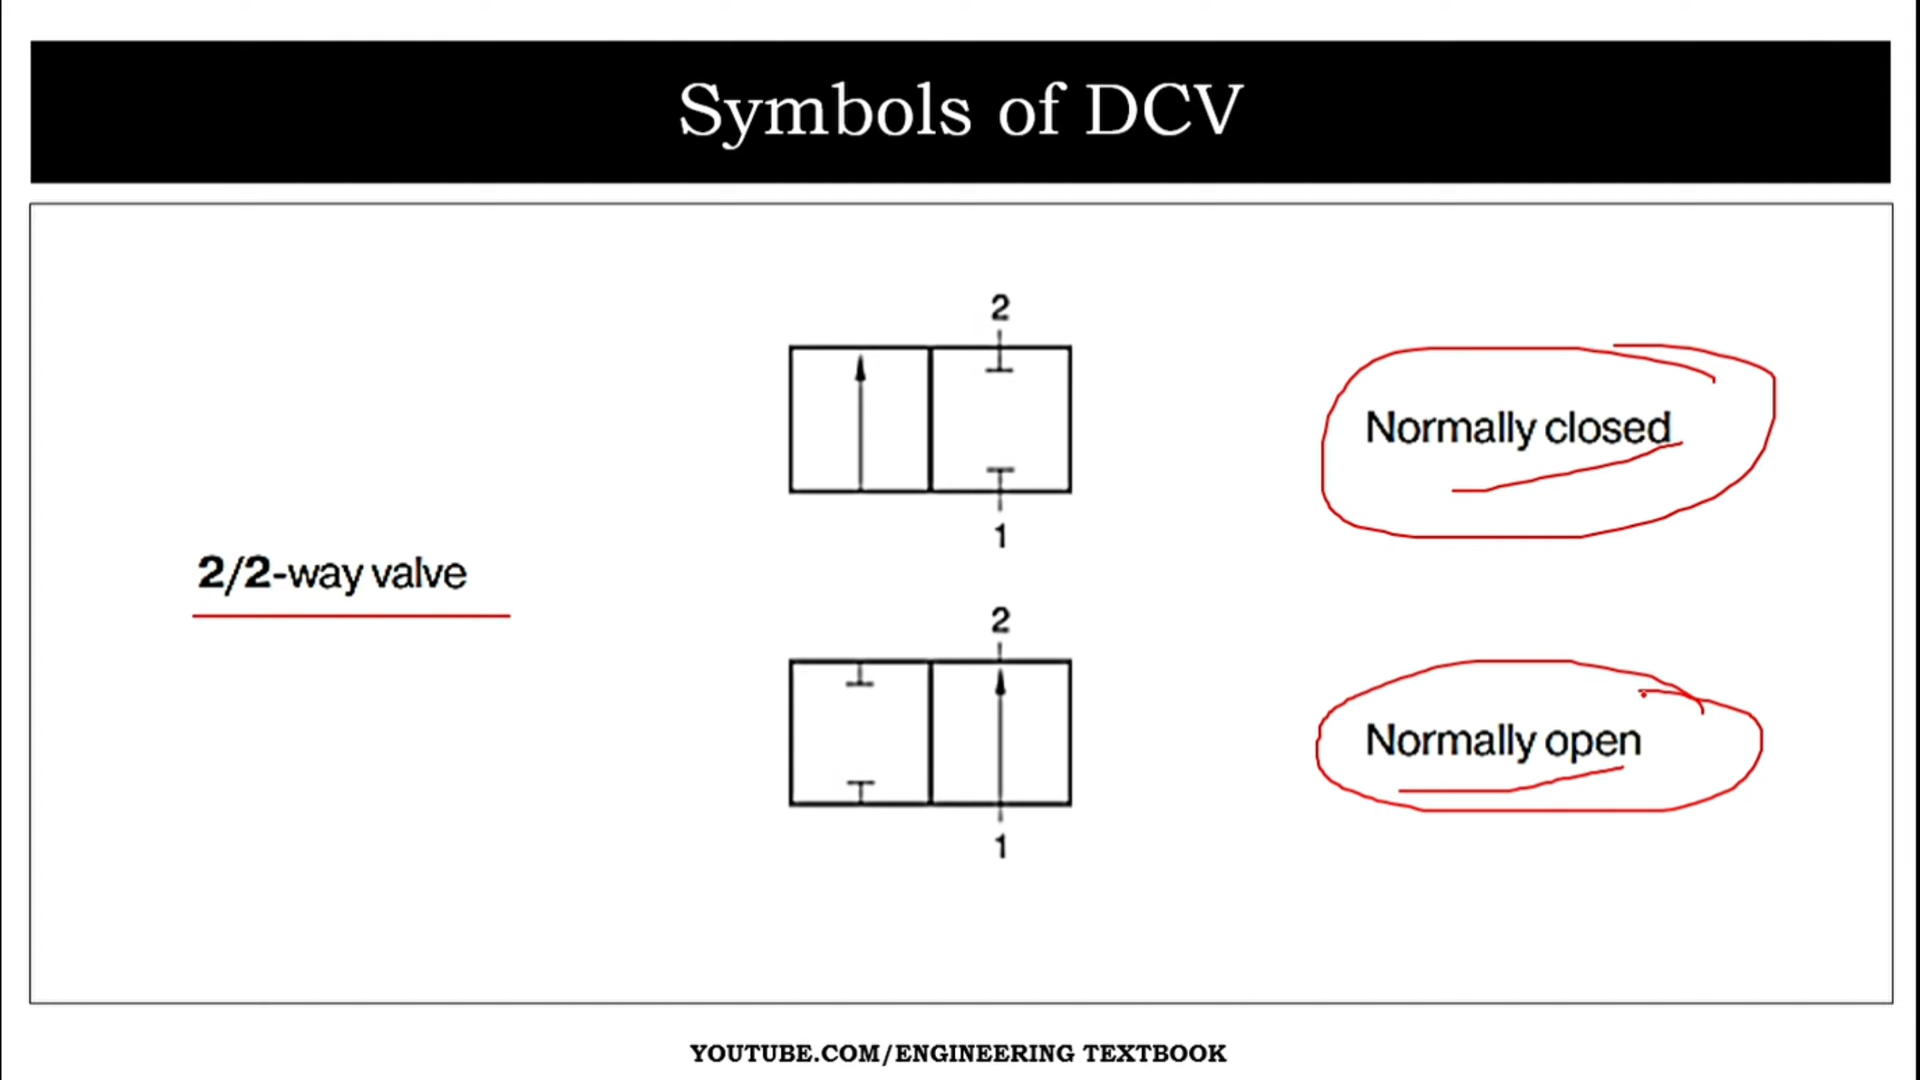 Symbols of DCV
2
Normally closed
1
2/2-way valve
2
Normally open
1
YOUTUBE.COM/ENGINEERING TEXTBOOK